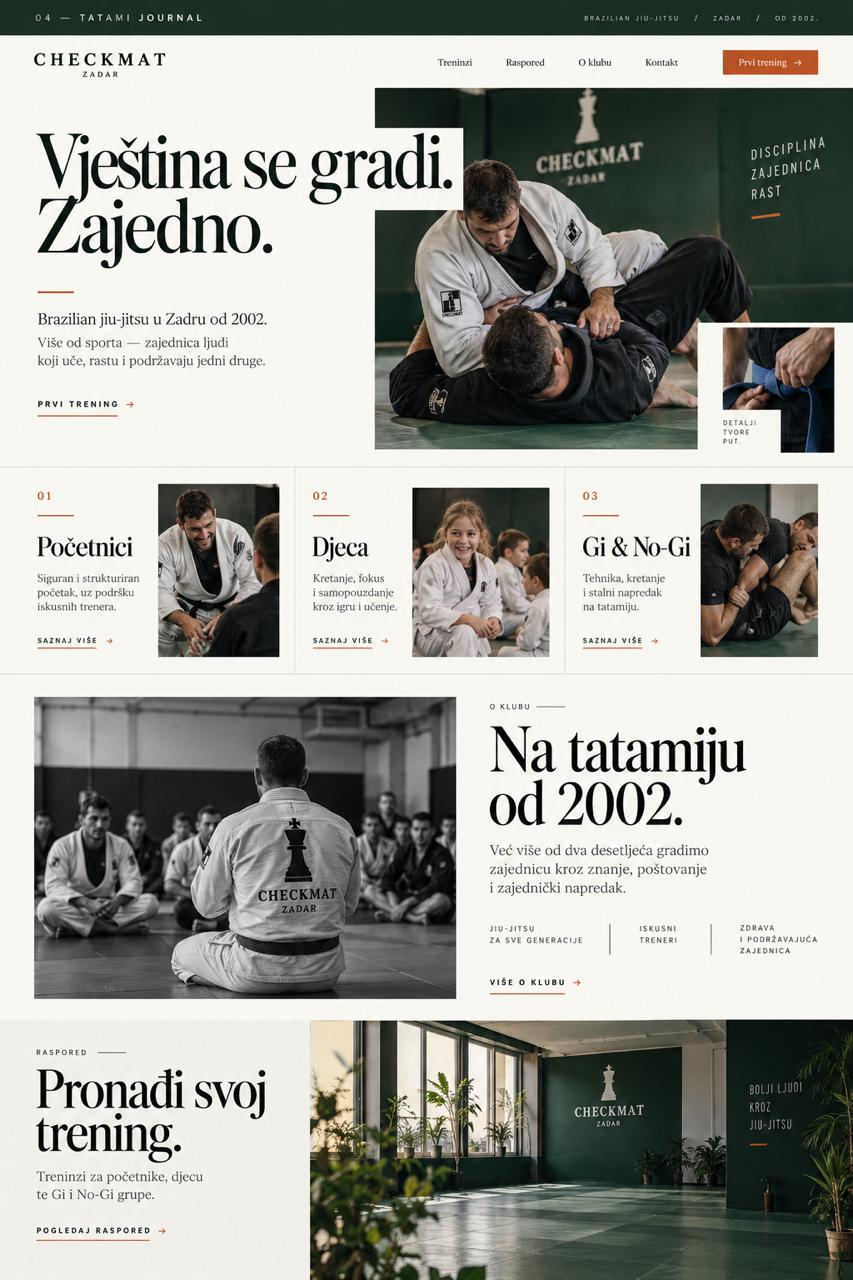 04 — TATAMI JOURNAL
BRAZILIAN JIU-JITSU / ZADAR / OD 2002.
CHECKMAT
ZADAR
Treninzi
Raspored
O klubu
Kontakt
Prvi trening →
Vještina se gradi.
Zajedno.
Brazilian jiu-jitsu u Zadru od 2002.
Više od sporta — zajednica ljudi
koji uče, rastu i podržavaju jedni druge.
PRVI TRENING →
CHECKMAT
ZADAR
DISCIPLINA
ZAJEDNICA
RAST
DETALJI
TVORE
PUT.
01
Početnici
Siguran i strukturiran
početak, uz podršku
iskusnih trenera.
SAZNAJ VIŠE →
02
Djeca
Kretanje, fokus
i samopouzdanje
kroz igru i učenje.
SAZNAJ VIŠE →
03
Gi & No-Gi
Tehnika, kretanje
i stalni napredak
na tatamiju.
SAZNAJ VIŠE →
CHECKMAT
ZADAR
O KLUBU
Na tatamiju
od 2002.
Već više od dva desetljeća gradimo
zajednicu kroz znanje, poštovanje
i zajednički napredak.
JIU-JITSU
ZA SVE GENERACIJE
ISKUSNI
TRENERI
ZDRAVA
I PODRŽAVAJUĆA
ZAJEDNICA
VIŠE O KLUBU →
RASPORED
Pronađi svoj
trening.
Treninzi za početnike, djecu
te Gi i No-Gi grupe.
POGLEDAJ RASPORED →
CHECKMAT
ZADAR
BOLJI LJUDI
KROZ
JIU-JITSU